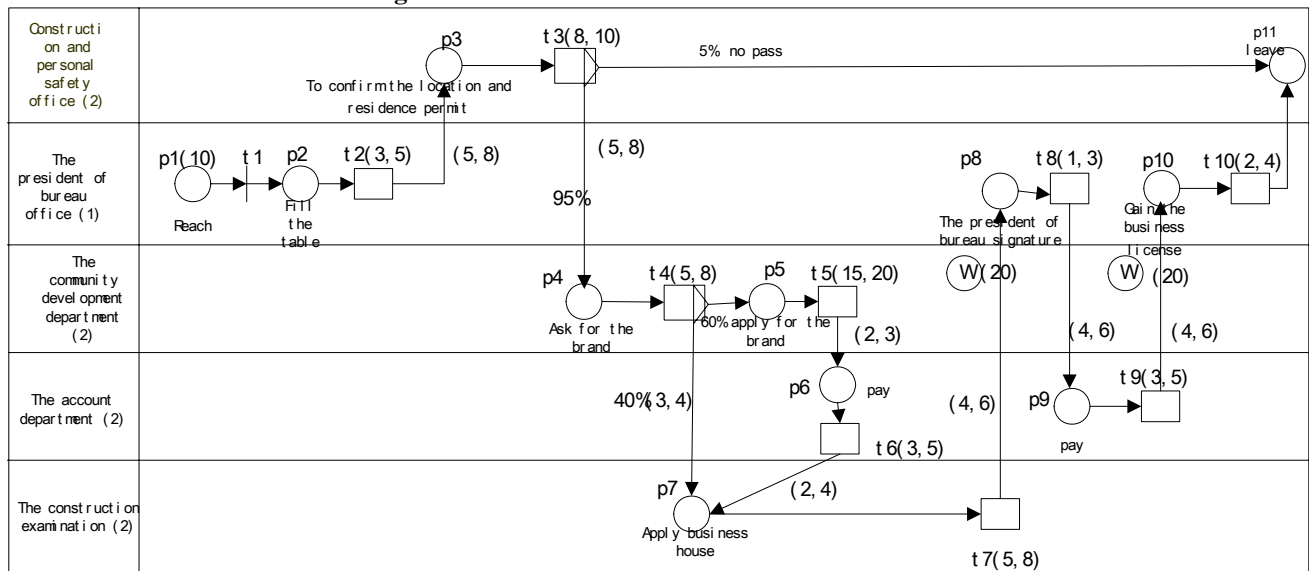 Constructi
on and
personal
safety
office (2)
p3
t3(8, 10)
5% no pass
p11
leave
To confirm the location and
residence permit
The
president of
bureau
office (1)
p1(10)
t1
p2
t2(3, 5)
(5, 8)
(5, 8)
p8
t8(1, 3)
p10
t10(2, 4)
Reach
Fill
the
table
95%
The president of
bureau signature
Gain the
business
license
The
community
development
department
(2)
p4
t4(5, 8)
p5
t5(15, 20)
W(20)
W (20)
Ask for the
brand
60% apply for the
brand
(2, 3)
(4, 6)
(4, 6)
The account
department (2)
40%(3, 4)
p6
pay
(4, 6)
p9
t9(3, 5)
t6(3, 5)
pay
The construction
examination (2)
p7
(2, 4)
Apply business
house
t7(5, 8)